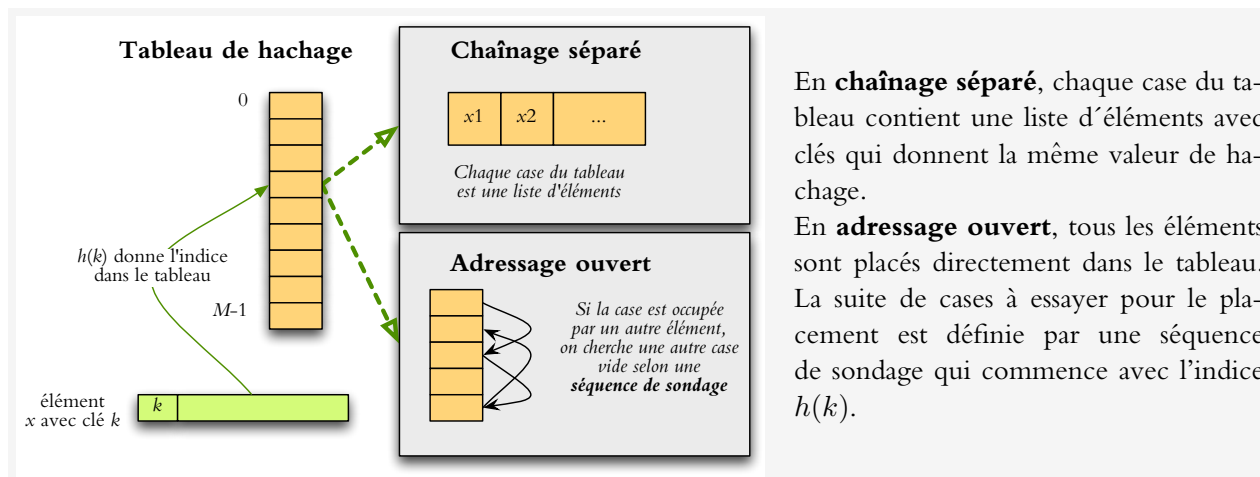 Tableau de hachage
0
h(k) donne l'indice
dans le tableau
M-1
élément
x avec clé k
k
Chaînage séparé
x1 x2 ...
Chaque case du tableau
est une liste d'éléments
Adressage ouvert
Si la case est occupée
par un autre élément,
on cherche une autre case
vide selon une
séquence de sondage
En chaînage séparé, chaque case du ta-
bleau contient une liste d´éléments avec
clés qui donnent la même valeur de ha-
chage.
En adressage ouvert, tous les éléments
sont placés directement dans le tableau.
La suite de cases à essayer pour le pla-
cement est définie par une séquence
de sondage qui commence avec l'indice
h(k).